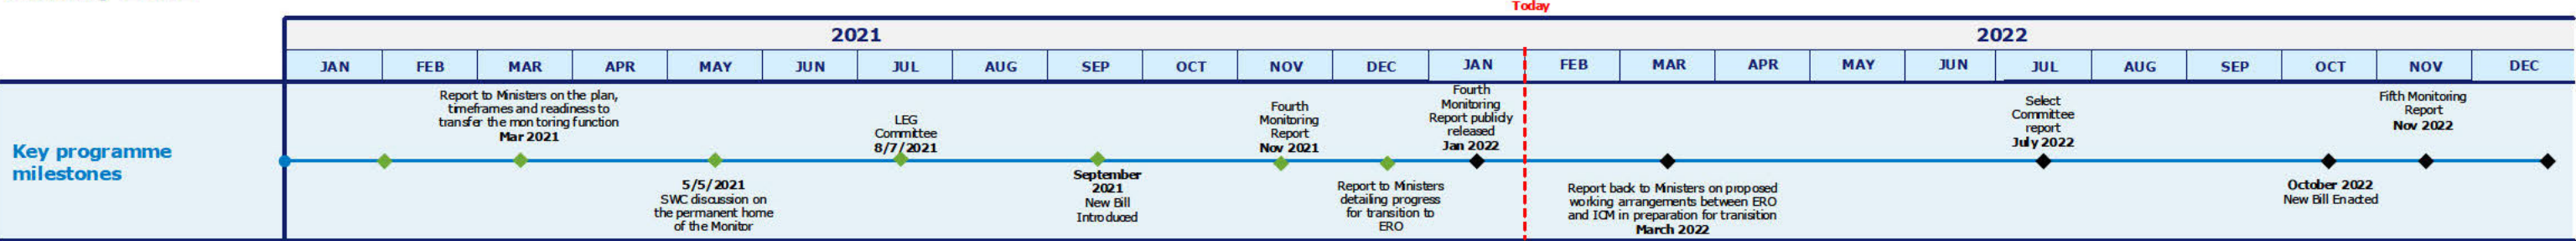 Today
2021
2022
JAN FEB MAR APR MAY JUN JUL AUG SEP OCT NOV DEC JAN FEB MAR APR MAY JUN JUL AUG SEP OCT NOV DEC
Key programme
milestones
Report to Ministers on the plan,
timeframes and readiness to
transfer the monitoring function
Mar 2021
5/5/2021
SWC discussion on
the permanent home
of the Monitor
LEG
Committee
8/7/2021
September
2021
New Bill
Introduced
Fourth
Monitoring
Report
Nov 2021
Report to Ministers
detailing progress
for transition to
ERO
Fourth
Monitoring
Report publicly
released
Jan 2022
Report back to Ministers on proposed
working arrangements between ERO
and ICM in preparation for tranisition
March 2022
Select
Committee
report
July 2022
October 2022
New Bill Enacted
Fifth Monitoring
Report
Nov 2022